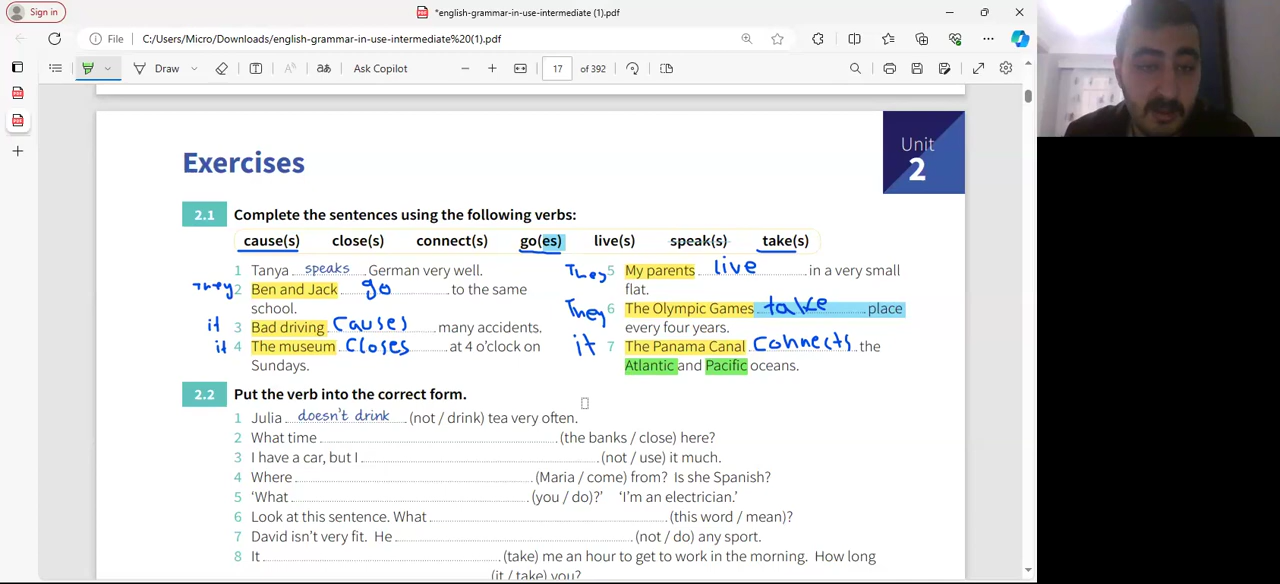 Sign in
*english-grammar-in-use-intermediate (1).pdf
File C:/Users/Micro/Downloads/english-grammar-in-use-intermediate%20(1).pdf
Draw Ask Copilot 17 of 392
Unit
2
Exercises
2.1 Complete the sentences using the following verbs:
cause(s) close(s) connect(s) go(es) live(s) speak(s) take(s)
1 Tanya speaks German very well.
They 2 Ben and Jack go to the same
school.
it 3 Bad driving causes many accidents.
it 4 The museum closes at 4 o'clock on
Sundays.
They 5 My parents live in a very small
flat.
They 6 The Olympic Games take place
every four years.
it 7 The Panama Canal connects the
Atlantic and Pacific oceans.
2.2 Put the verb into the correct form.
1 Julia doesn't drink (not / drink) tea very often.
2 What time (the banks / close) here?
3 I have a car, but I (not / use) it much.
4 Where (Maria / come) from? Is she Spanish?
5 'What (you / do)?' 'I'm an electrician.'
6 Look at this sentence. What (this word / mean)?
7 David isn't very fit. He (not / do) any sport.
8 It (take) me an hour to get to work in the morning. How long
(it / take) you?